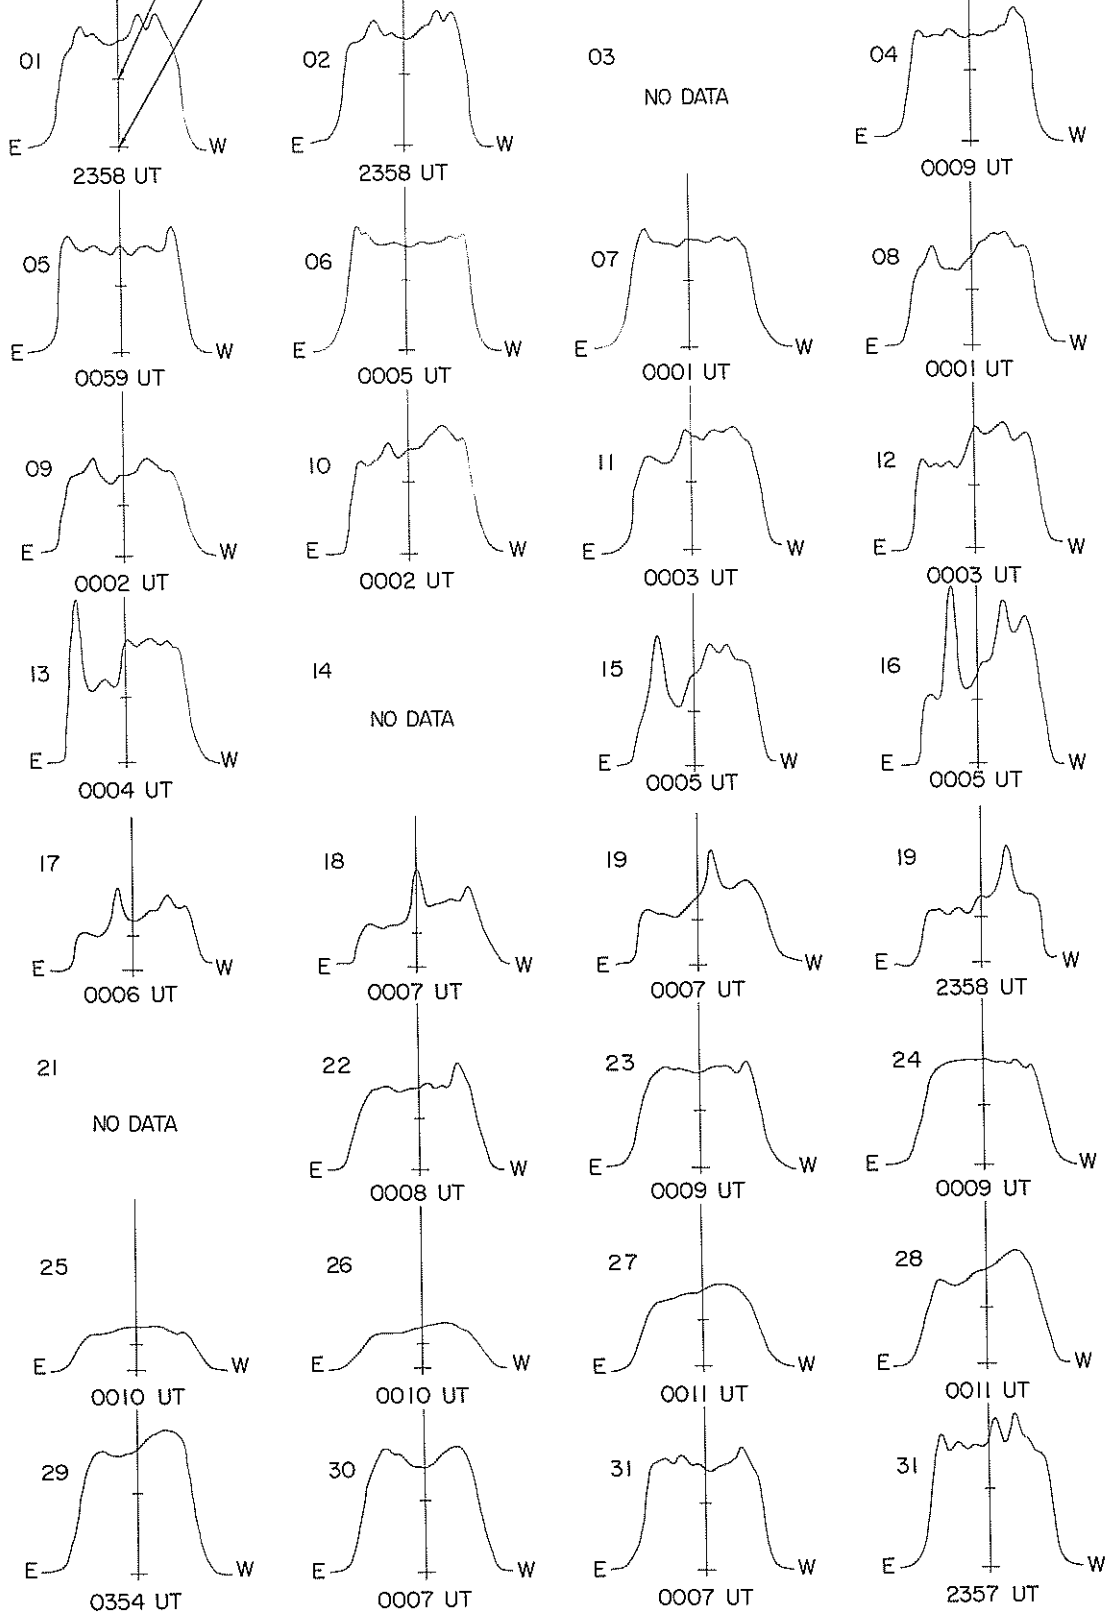 01
E W
2358 UT
02
E W
2358 UT
03
NO DATA
04
E W
0009 UT
05
E W
0059 UT
06
E W
0005 UT
07
E W
0001 UT
08
E W
0001 UT
09
E W
0002 UT
10
E W
0002 UT
11
E W
0003 UT
12
E W
0003 UT
13
E W
0004 UT
14
NO DATA
15
E W
0005 UT
16
E W
0005 UT
17
E W
0006 UT
18
E W
0007 UT
19
E W
0007 UT
19
E W
2358 UT
21
NO DATA
22
E W
0008 UT
23
E W
0009 UT
24
E W
0009 UT
25
E W
0010 UT
26
E W
0010 UT
27
E W
0011 UT
28
E W
0011 UT
29
E W
0354 UT
30
E W
0007 UT
31
E W
0007 UT
31
E W
2357 UT